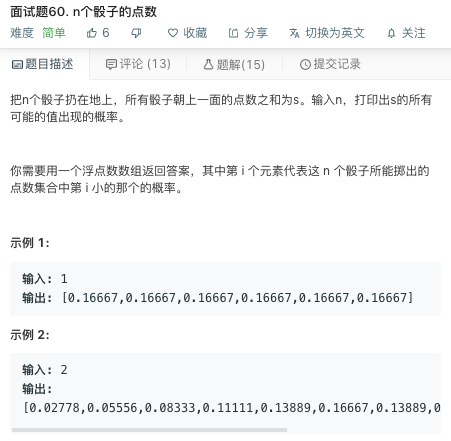 面试题60. n个骰子的点数
难度 简单 6 收藏 分享 切换为英文 关注
题目描述 评论 (13) 题解(15) 提交记录
把n个骰子扔在地上，所有骰子朝上一面的点数之和为s。输入n，打印出s的所有
可能的值出现的概率。
你需要用一个浮点数数组返回答案，其中第 i 个元素代表这 n 个骰子所能掷出的
点数集合中第 i 小的那个的概率。
示例 1:
输入: 1
输出: [0.16667,0.16667,0.16667,0.16667,0.16667,0.16667]
示例 2:
输入: 2
输出:
[0.02778,0.05556,0.08333,0.11111,0.13889,0.16667,0.13889,0